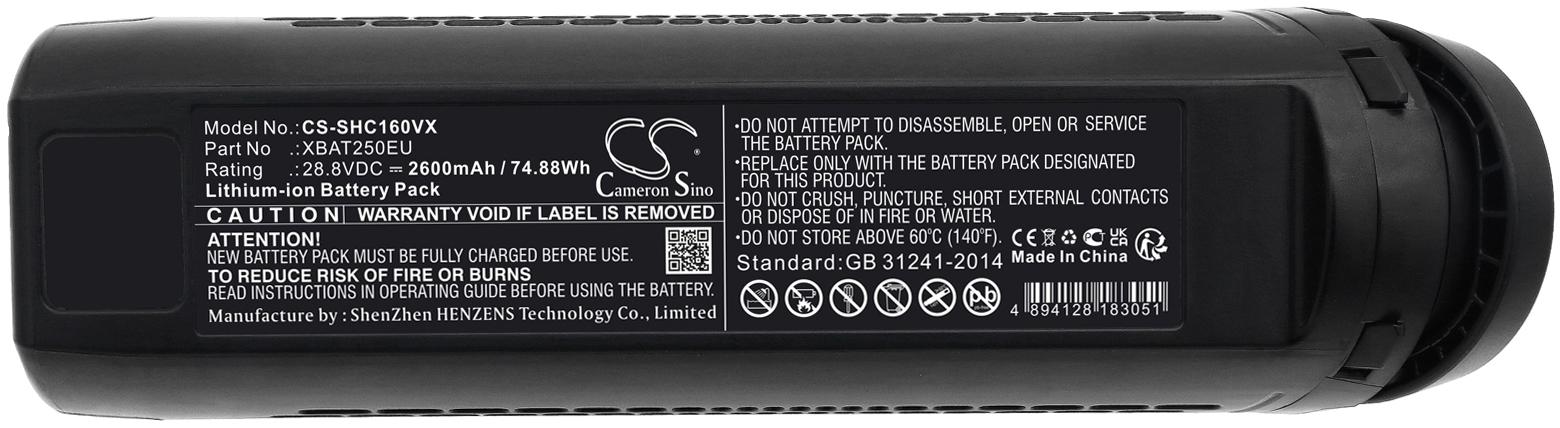 Model No.:CS-SHC160VX
Part No .:XBAT250EU
Rating .:28.8VDC ⎓ 2600mAh / 74.88Wh
Lithium-ion Battery Pack
CS
®
Cameron Sino
CAUTION WARRANTY VOID IF LABEL IS REMOVED
ATTENTION!
NEW BATTERY PACK MUST BE FULLY CHARGED BEFORE USE.
TO REDUCE RISK OF FIRE OR BURNS
READ INSTRUCTIONS IN OPERATING GUIDE BEFORE USING THE BATTERY.
Manufacture by : ShenZhen HENZENS Technology Co., Limited
•DO NOT ATTEMPT TO DISASSEMBLE, OPEN OR SERVICE
THE BATTERY PACK.
•REPLACE ONLY WITH THE BATTERY PACK DESIGNATED
FOR THIS PRODUCT.
•DO NOT CRUSH, PUNCTURE, SHORT EXTERNAL CONTACTS
OR DISPOSE OF IN FIRE OR WATER.
•DO NOT STORE ABOVE 60℃ (140℉).
CE PCT UKCA
Made In China
Standard:GB 31241-2014
Pb
4 894128 183051